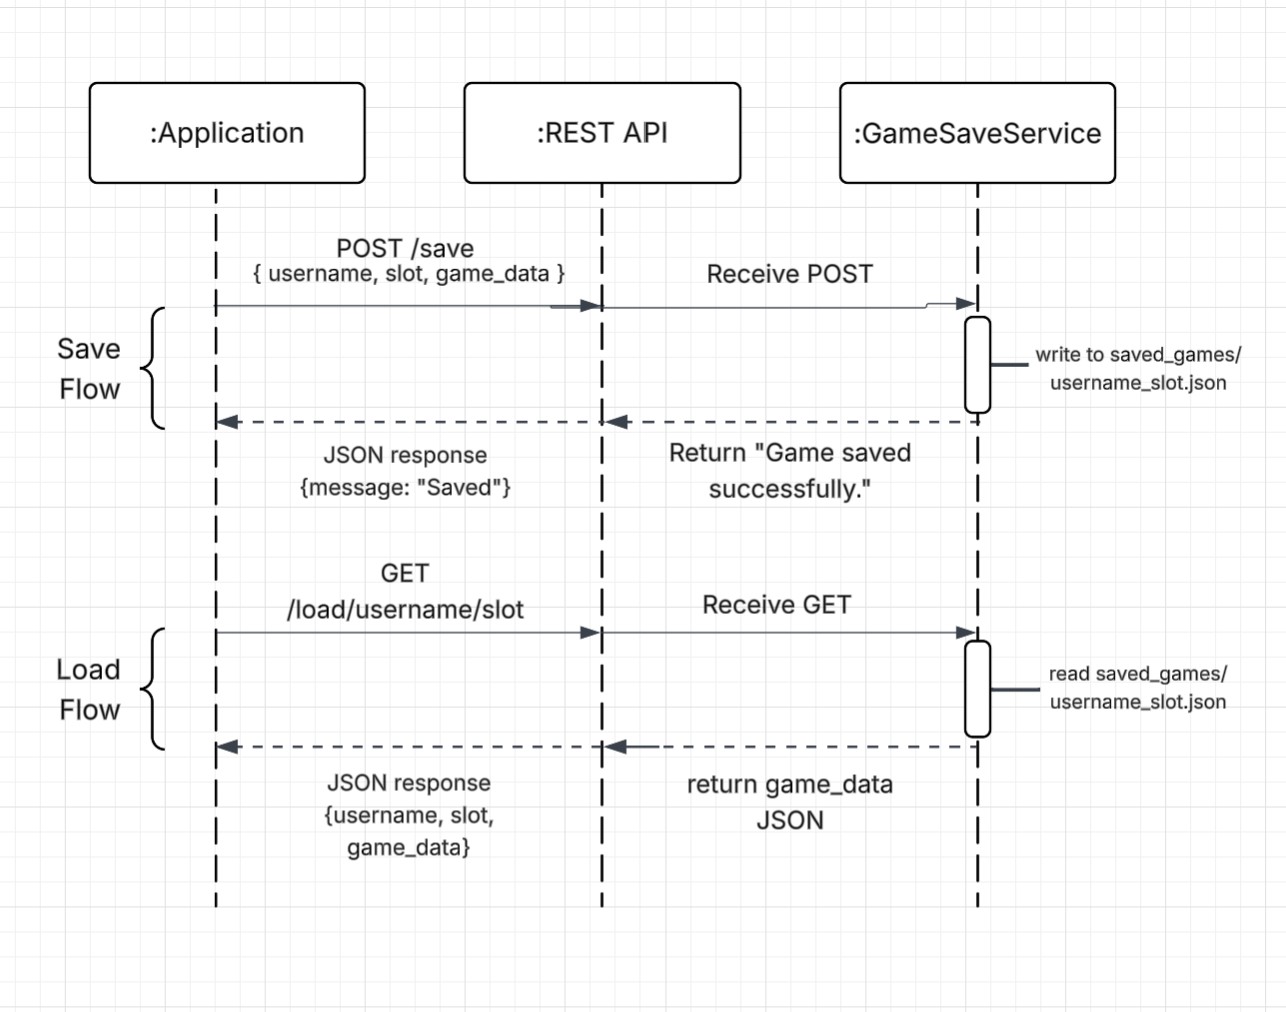 :Application
:REST API
:GameSaveService
POST /save
{ username, slot, game_data }
Receive POST
Save
Flow
write to saved_games/
username_slot.json
JSON response
{message: "Saved"}
Return "Game saved
successfully."
GET
/load/username/slot
Receive GET
Load
Flow
read saved_games/
username_slot.json
JSON response
{username, slot,
game_data}
return game_data
JSON